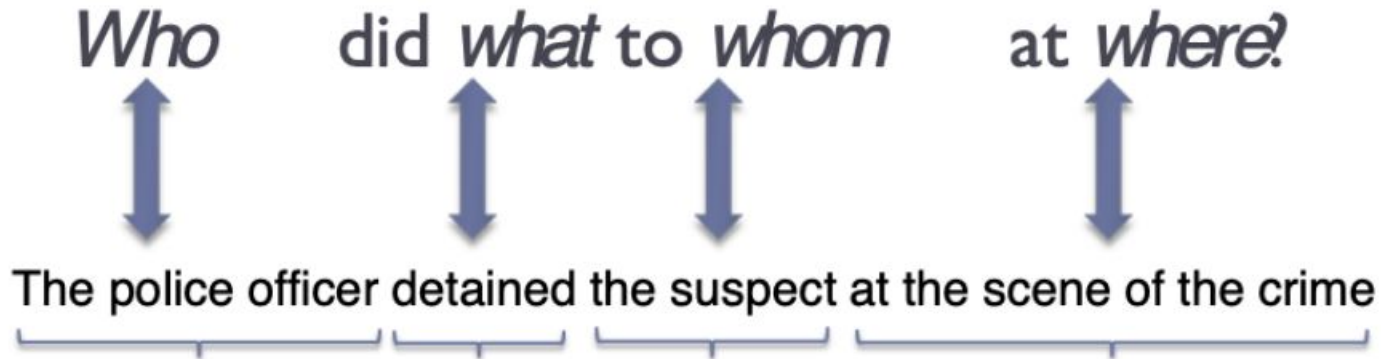 Who did what to whom at where?
The police officer detained the suspect at the scene of the crime